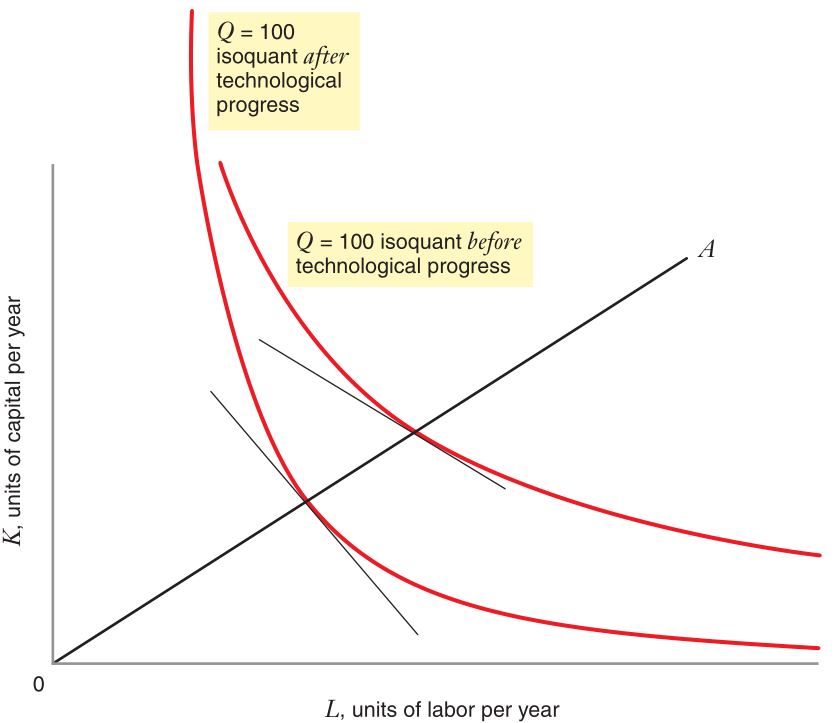 Q = 100
isoquant after
technological
progress
Q = 100 isoquant before
technological progress
A
K, units of capital per year
0
L, units of labor per year